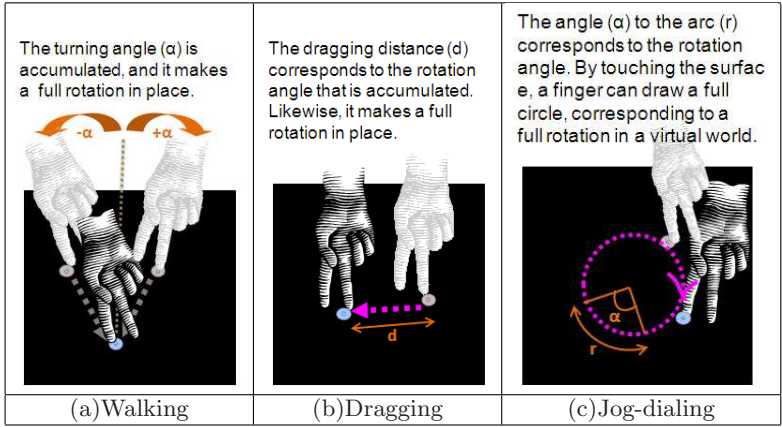 The turning angle (α) is
accumulated, and it makes
a full rotation in place.
-α
+α
(a)Walking
The dragging distance (d)
corresponds to the rotation
angle that is accumulated.
Likewise, it makes a full
rotation in place.
d
(b)Dragging
The angle (α) to the arc (r)
corresponds to the rotation
angle. By touching the surfac
e, a finger can draw a full
circle, corresponding to a
full rotation in a virtual world.
α
r
(c)Jog-dialing